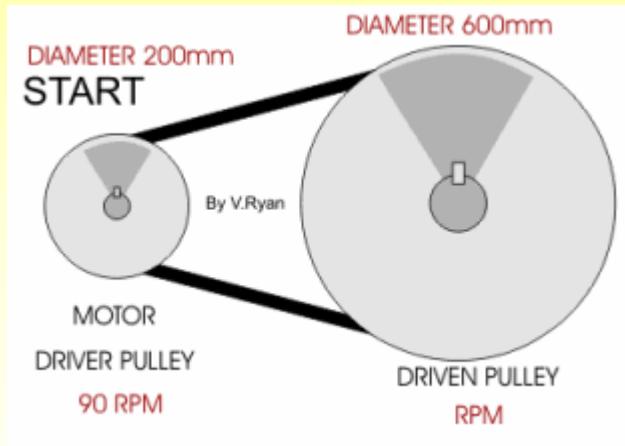 DIAMETER 200mm
START
DIAMETER 600mm
By V.Ryan
MOTOR
DRIVER PULLEY
90 RPM
DRIVEN PULLEY
RPM